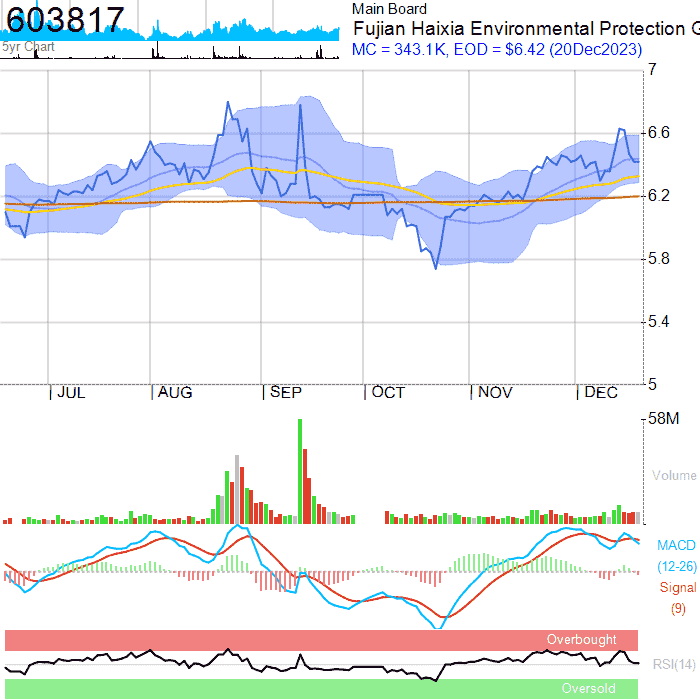 603817
5yr Chart
Main Board
Fujian Haixia Environmental Protection G
MC = 343.1K, EOD = $6.42 (20Dec2023)
7
6.6
6.2
5.8
5.4
5
JUL
AUG
SEP
OCT
NOV
DEC
58M
Volume
MACD
(12-26)
Signal
(9)
Overbought
RSI(14)
Oversold